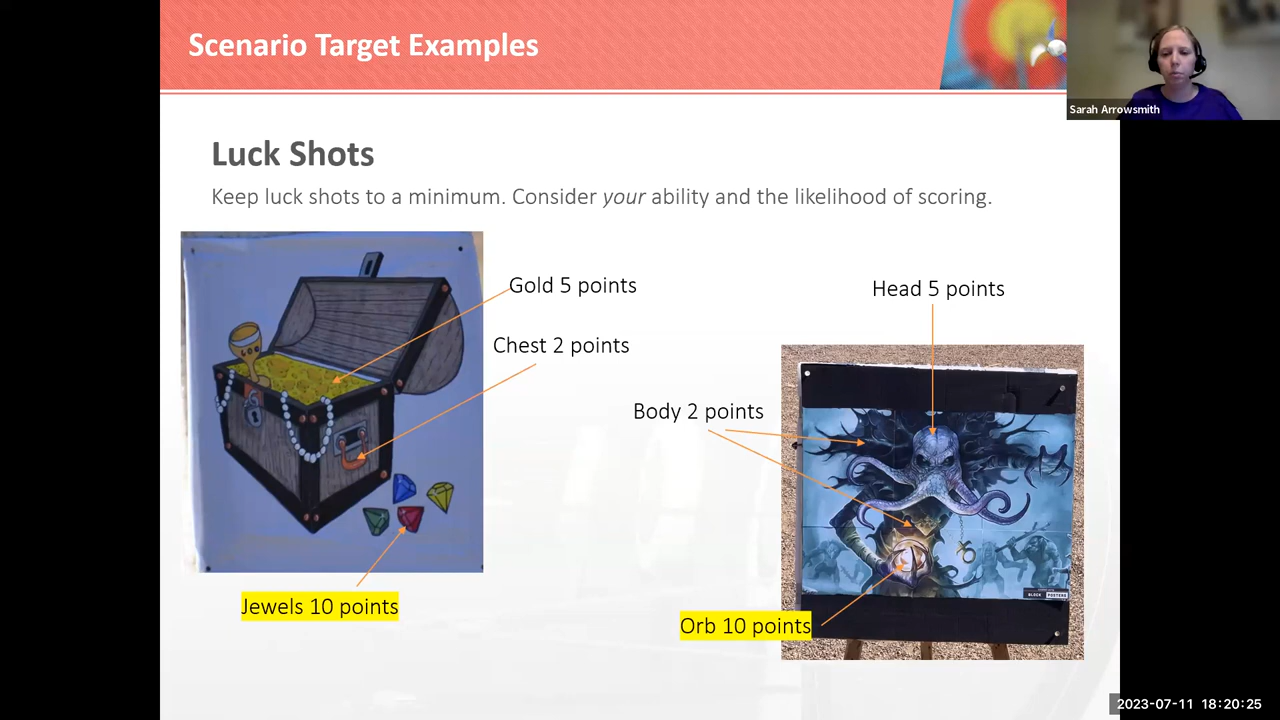 Scenario Target Examples
Sarah Arrowsmith
Luck Shots
Keep luck shots to a minimum. Consider your ability and the likelihood of scoring.
Gold 5 points
Head 5 points
Chest 2 points
Body 2 points
Jewels 10 points
Orb 10 points
BLOCK POSTERS
2023-07-11 18:20:25